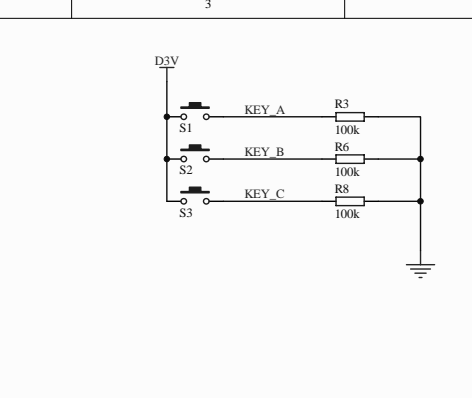 3
D3V
KEY_A
R3
S1
100k
KEY_B
R6
S2
100k
KEY_C
R8
S3
100k